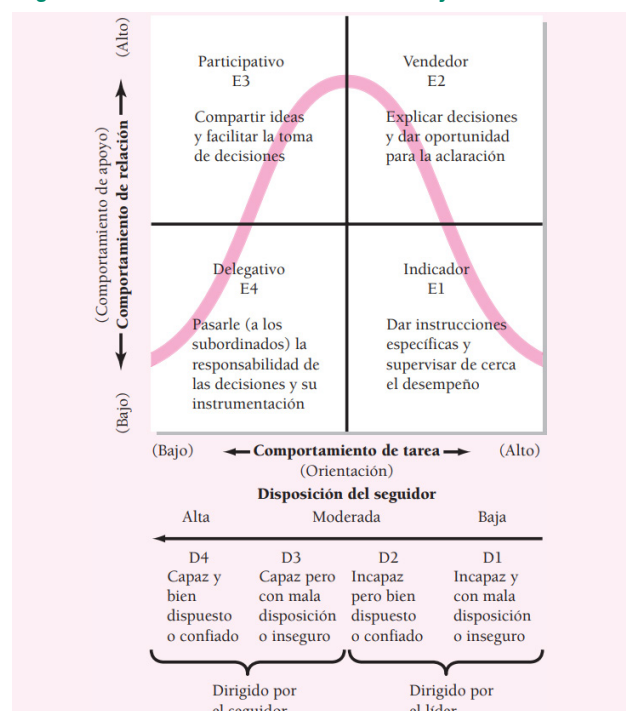 (Alto)
Participativo
E3
Compartir ideas
y facilitar la toma
de decisiones
Vendedor
E2
Explicar decisiones
y dar oportunidad
para la aclaración
(Comportamiento de apoyo)
Comportamiento de relación
Delegativo
E4
Pasarle (a los
subordinados) la
responsabilidad de
las decisiones y su
instrumentación
Indicador
E1
Dar instrucciones
específicas y
supervisar de cerca
el desempeño
(Bajo)
(Bajo) Comportamiento de tarea (Alto)
(Orientación)
Disposición del seguidor
Alta Moderada Baja
D4
Capaz y
bien
dispuesto
o confiado
D3
Capaz pero
con mala
disposición
o inseguro
D2
Incapaz
pero bien
dispuesto
o confiado
D1
Incapaz y
con mala
disposición
o inseguro
Dirigido por
el seguidor
Dirigido por
el líder